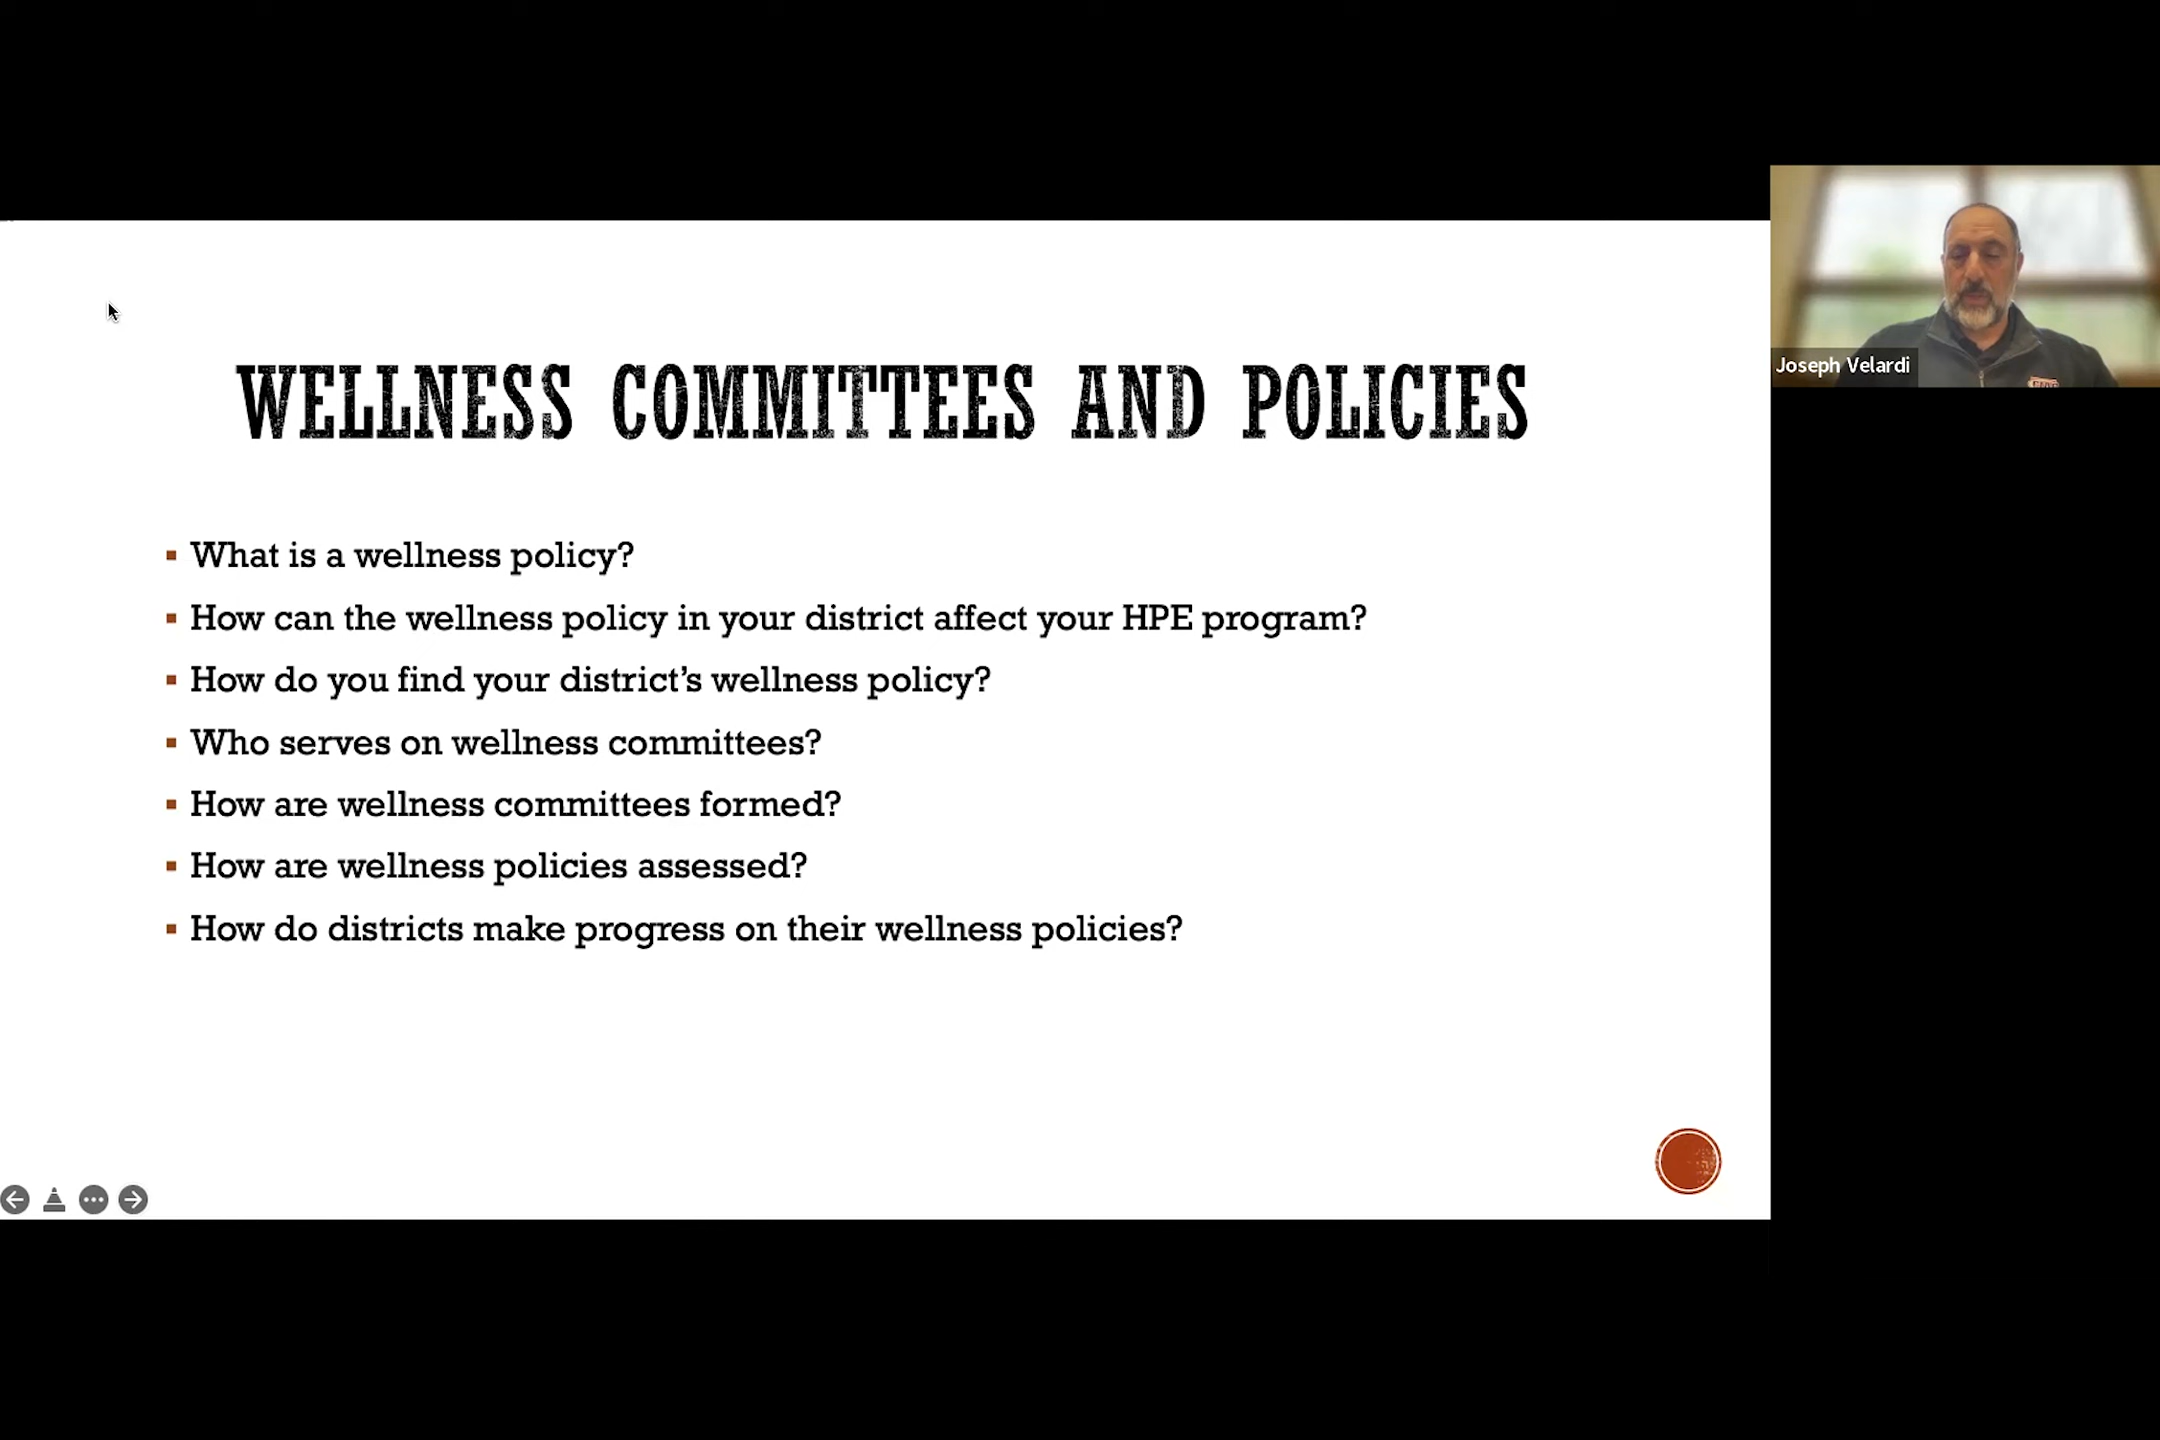 WELLNESS COMMITTEES AND POLICIES
What is a wellness policy?
How can the wellness policy in your district affect your HPE program?
How do you find your district's wellness policy?
Who serves on wellness committees?
How are wellness committees formed?
How are wellness policies assessed?
How do districts make progress on their wellness policies?
Joseph Velardi